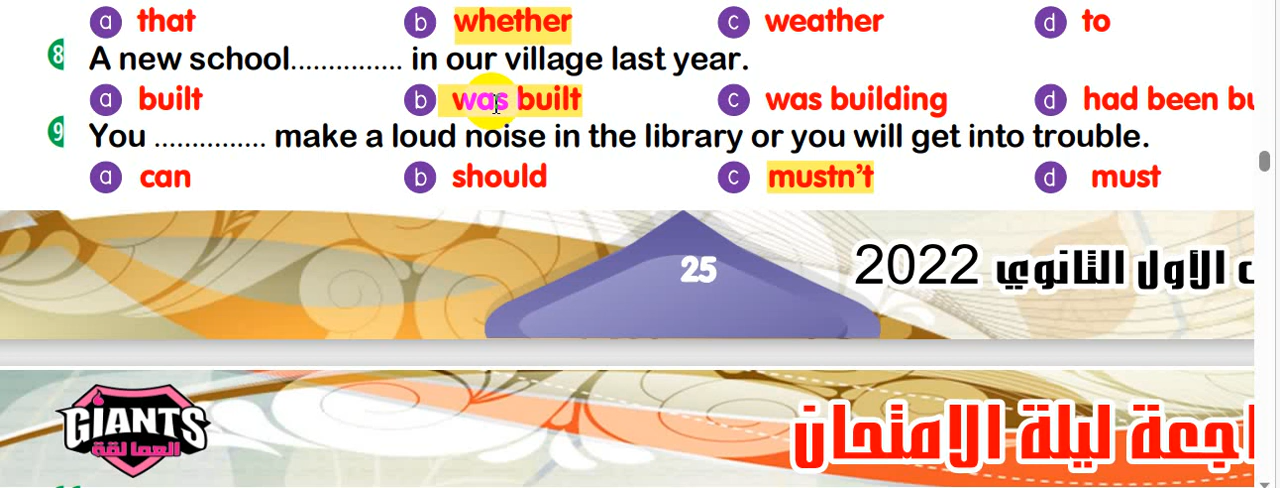 a that b whether c weather d to
8 A new school............... in our village last year.
a built b was built c was building d had been
9 You ............... make a loud noise in the library or you will get into trouble.
a can b should c mustn't d must
25
الأول الثانوي 2022
GIANTS
العمالقة
ليلة الامتحان